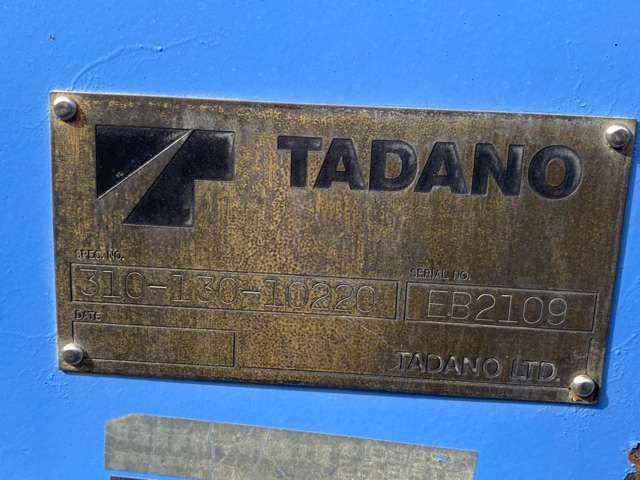 TADANO
SPEC. NO.
310-130-10220
SERIAL NO.
EB2109
DATE
TADANO LTD.